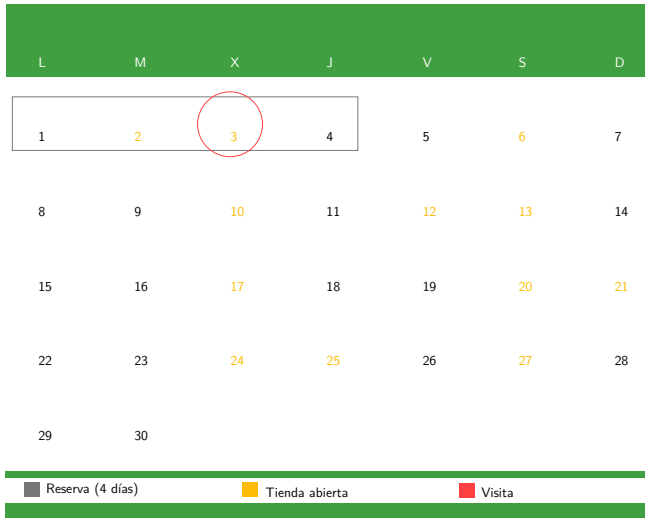 L M X J V S D
1 2 3 4 5 6 7
8 9 10 11 12 13 14
15 16 17 18 19 20 21
22 23 24 25 26 27 28
29 30
Reserva (4 días) Tienda abierta Visita